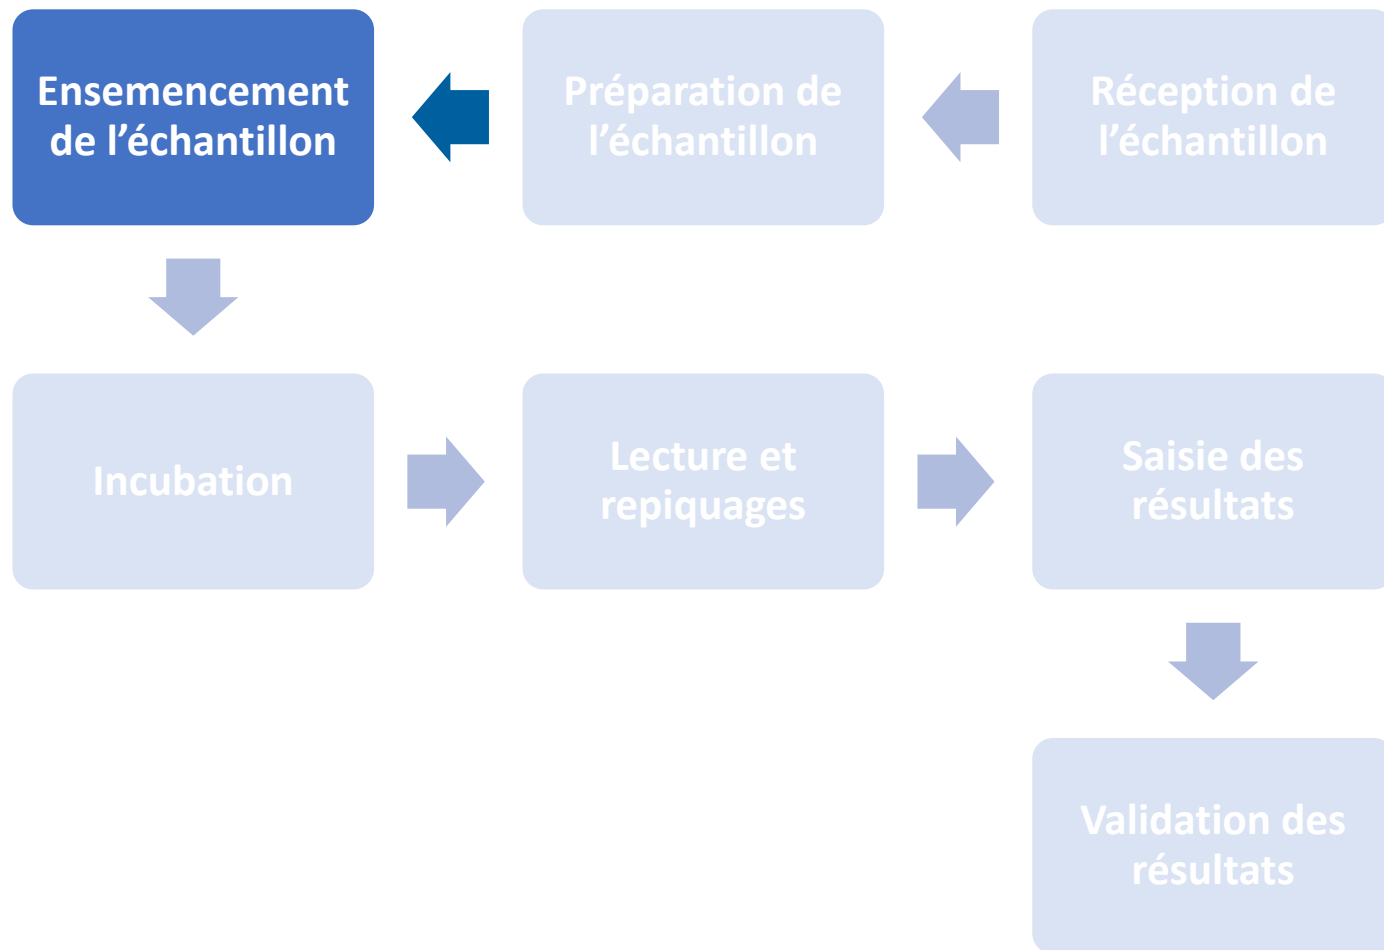 Ensemencement
de l’échantillon
Préparation de
l’échantillon
Réception de
l’échantillon
Incubation
Lecture et
repiquages
Saisie des
résultats
Validation des
résultats